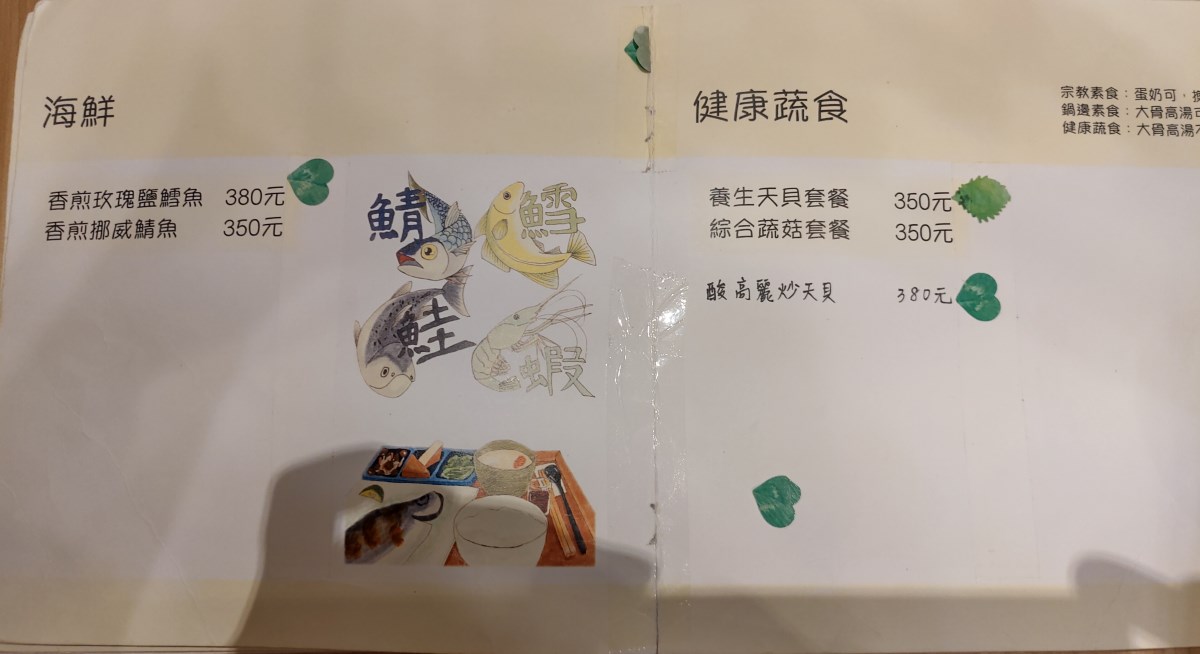 海鮮
香煎玫瑰鹽鱈魚 380元
香煎挪威鯖魚 350元
鯖
鱈
鮭
蝦
健康蔬食
宗教素食：蛋奶可，
鍋邊素食：大骨高湯可
健康蔬食：大骨高湯不
養生天貝套餐 350元
綜合蔬菇套餐 350元
酸高麗炒天貝 380元